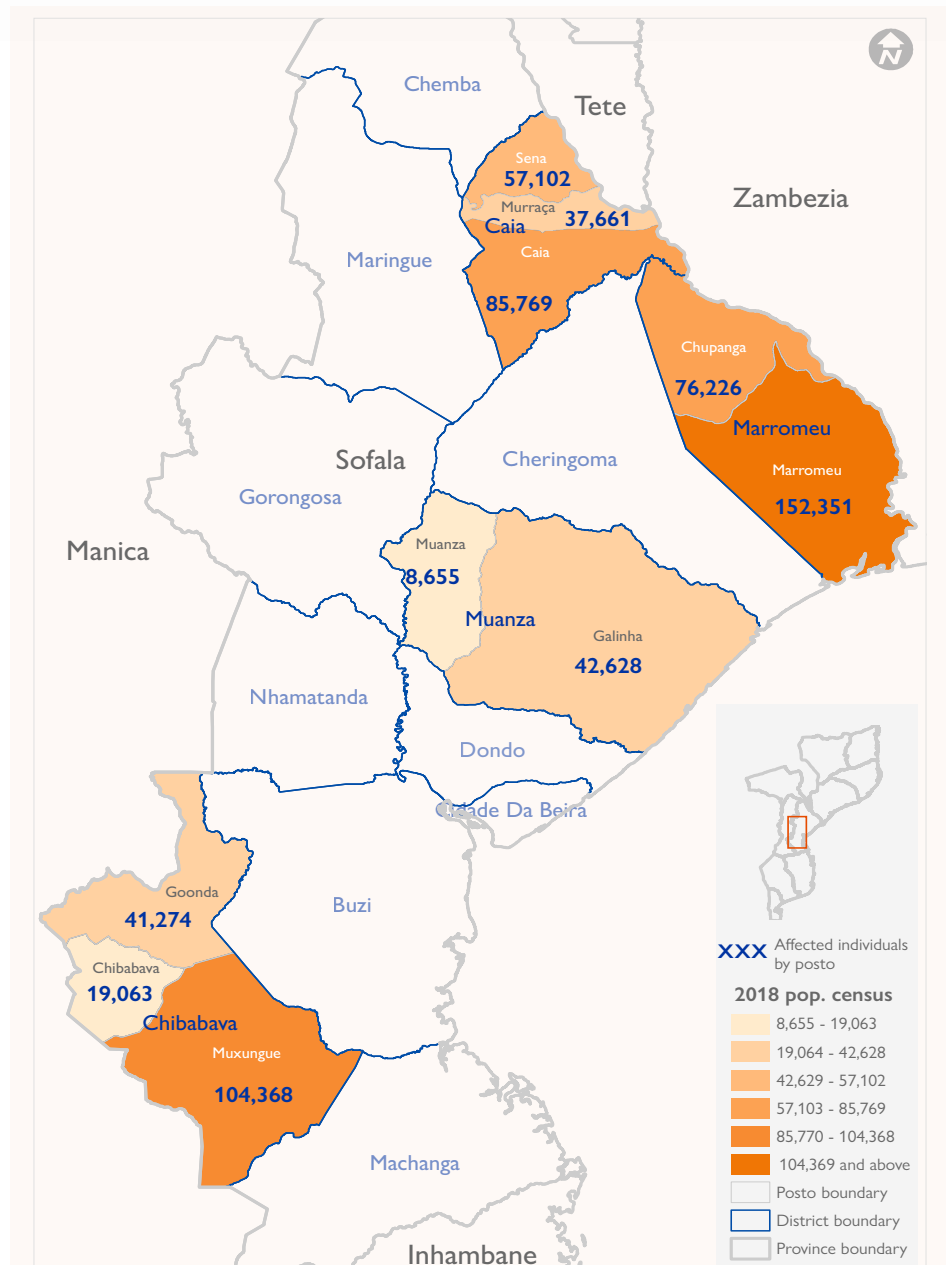 N
Chemba
Tete
Sena
57,102
Zambezia
Murraça
37,661
Caia
Caia
Maringue
85,769
Chupanga
76,226
Marromeu
Sofala
Cheringoma
Marromeu
Gorongosa
152,351
Manica
Muanza
8,655
Muanza
Galinha
42,628
Nhamatanda
Dondo
Cidade Da Beira
Goonda
Buzi
41,274
Chibabava
19,063
Chibabava
Muxungue
104,368
Machanga
Inhambane
XXX Affected individuals
by posto
2018 pop. census
8,655 - 19,063
19,064 - 42,628
42,629 - 57,102
57,103 - 85,769
85,770 - 104,368
104,369 and above
Posto boundary
District boundary
Province boundary